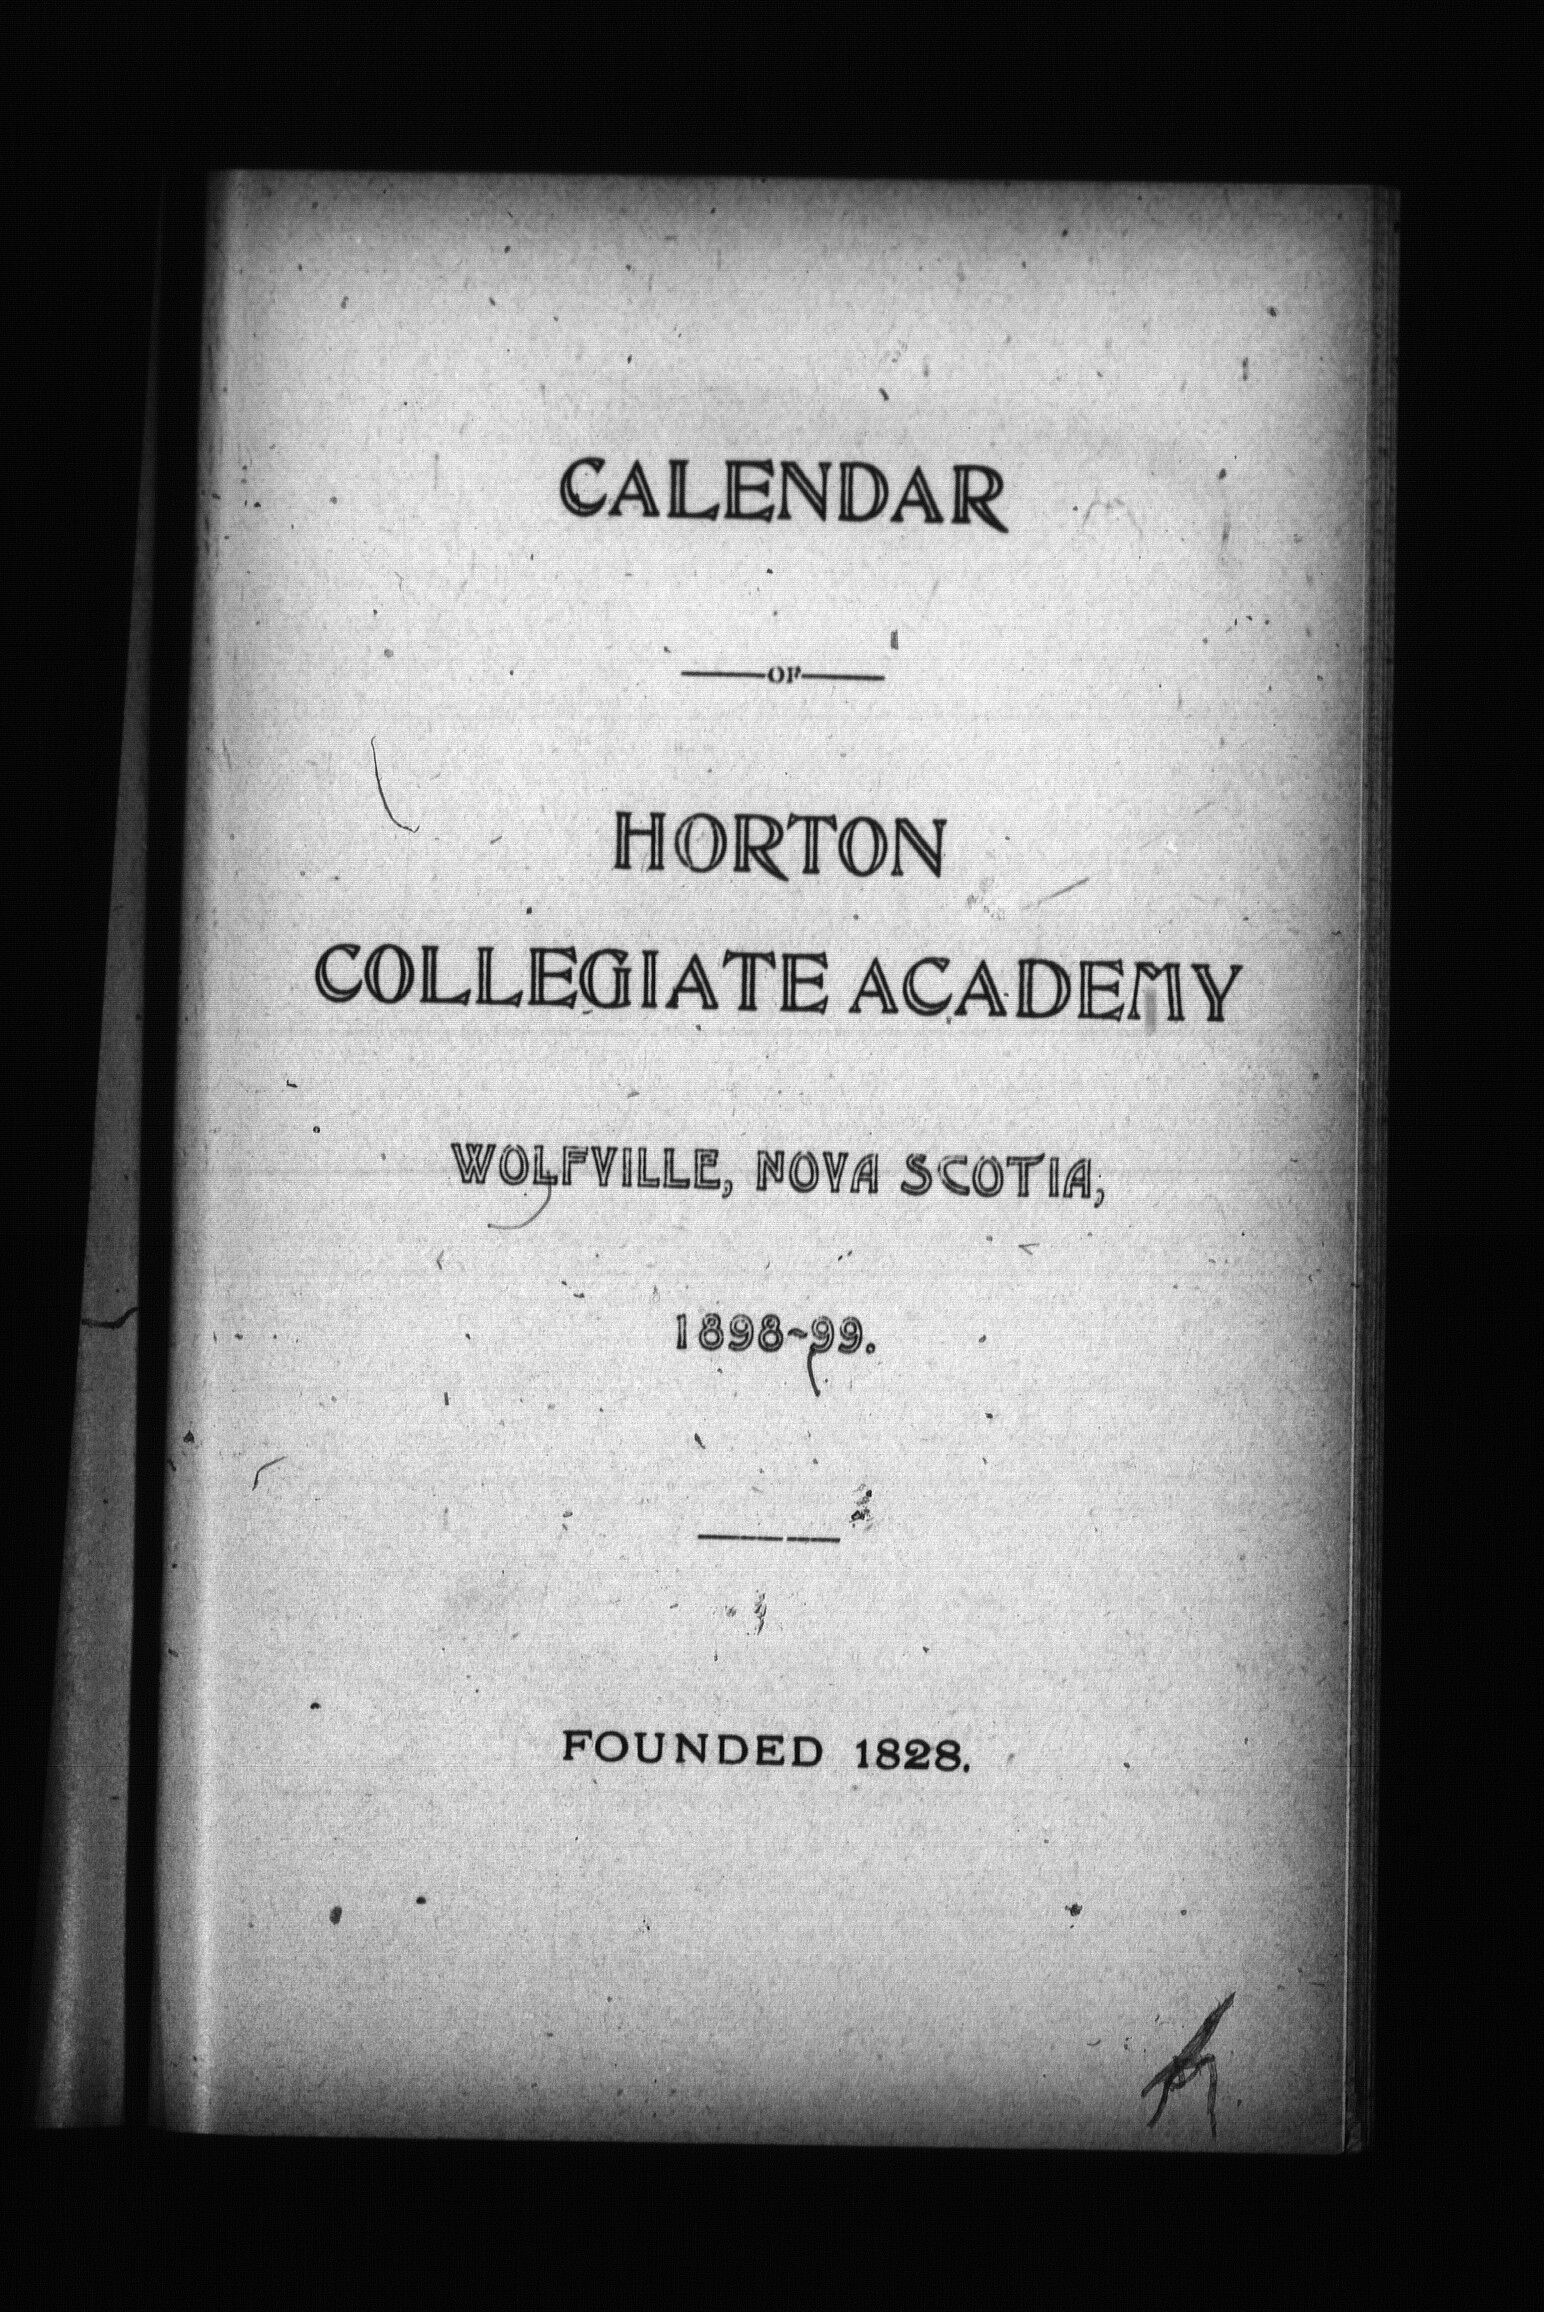 CALENDAR
OF
HORTON
COLLEGIATE ACADEMY
WOLFVILLE, NOVA SCOTIA,
1898-99.
FOUNDED 1828.